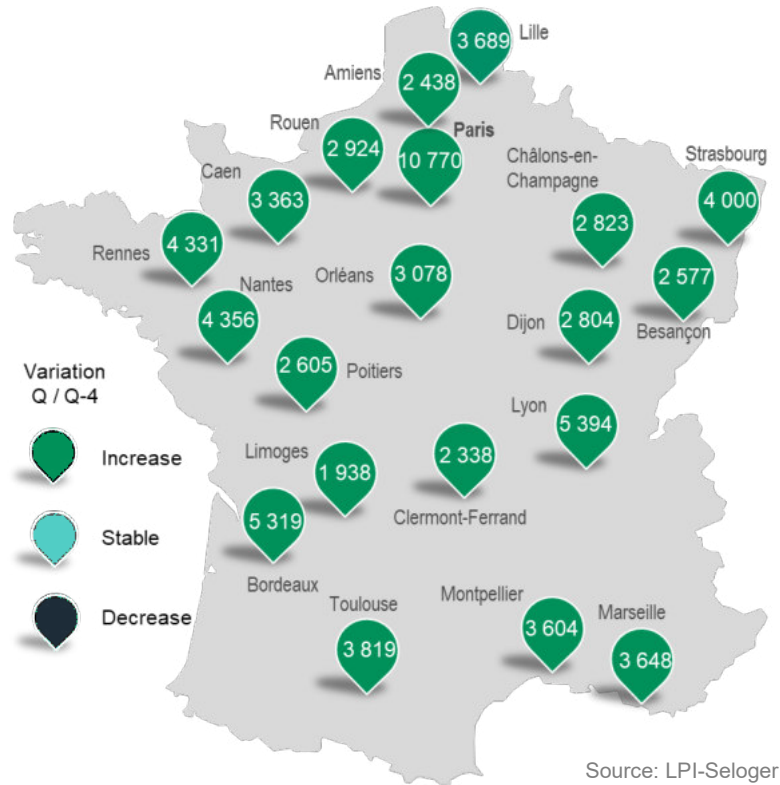 Lille
3 689
Amiens
2 438
Rouen
2 924
Paris
10 770
Caen
3 363
Châlons-en-
Champagne
2 823
Strasbourg
4 000
Rennes
4 331
Nantes
4 356
Orléans
3 078
2 577
Besançon
Dijon
2 804
2 605
Poitiers
Lyon
5 394
Limoges
1 938
2 338
Clermont-Ferrand
5 319
Bordeaux
Toulouse
3 819
Montpellier
3 604
Marseille
3 648
Variation
Q / Q-4
Increase
Stable
Decrease
Source: LPI-Seloger